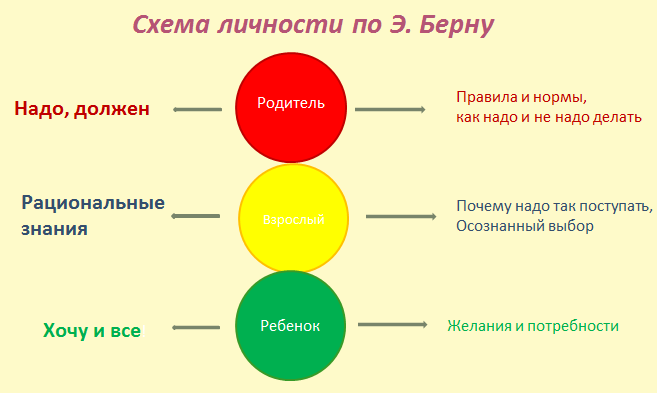 Схема личности по Э. Берну
Надо, должен
Родитель
Правила и нормы,
как надо и не надо делать
Рациональные
знания
Взрослый
Почему надо так поступать,
Осознанный выбор
Хочу и все
Ребенок
Желания и потребности